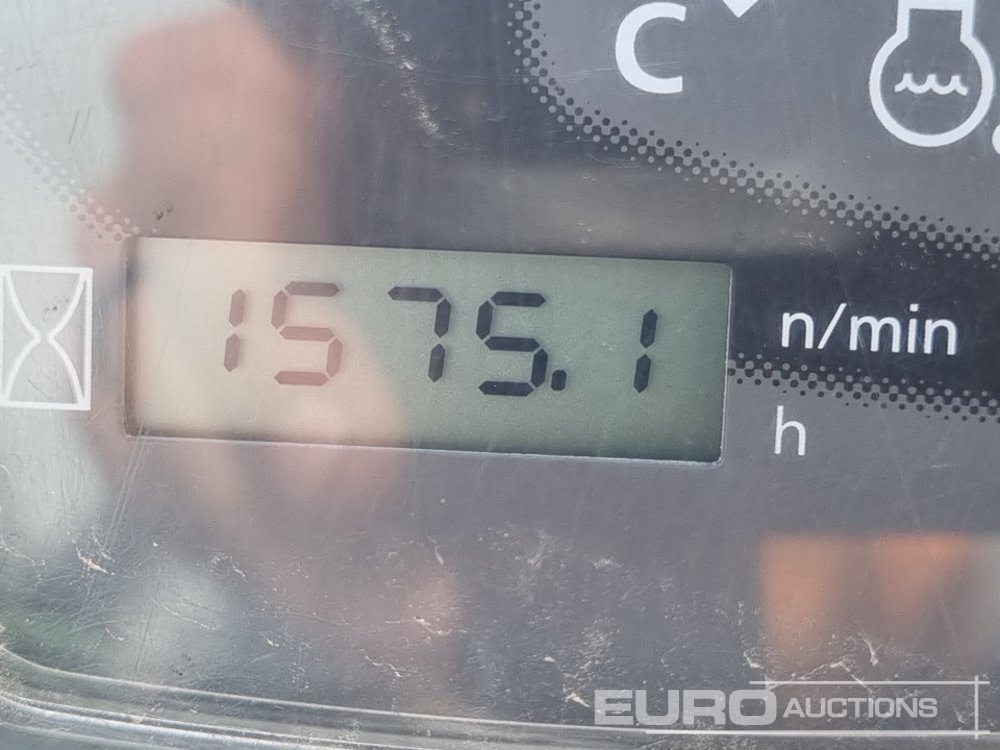 C
1575.1
n/min
h
EURO AUCTIONS